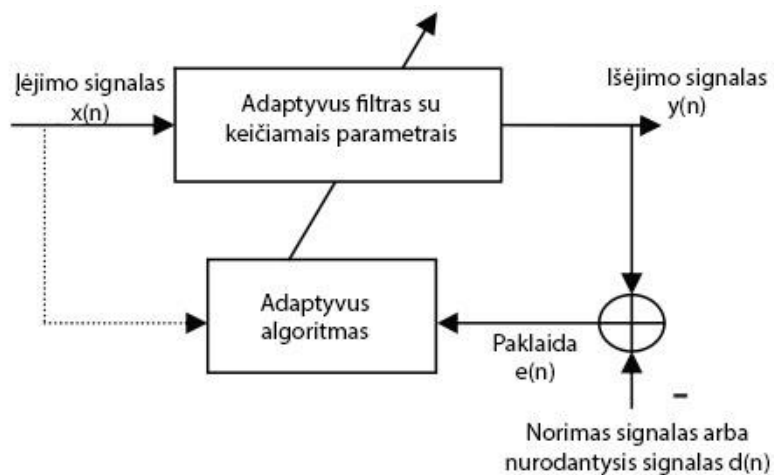 Įėjimo signalas
x(n)
Adaptyvus filtras su
keičiamais parametrais
Išėjimo signalas
y(n)
Adaptyvus
algoritmas
Paklaida
e(n)
–
Norimas signalas arba
nurodantysis signalas d(n)